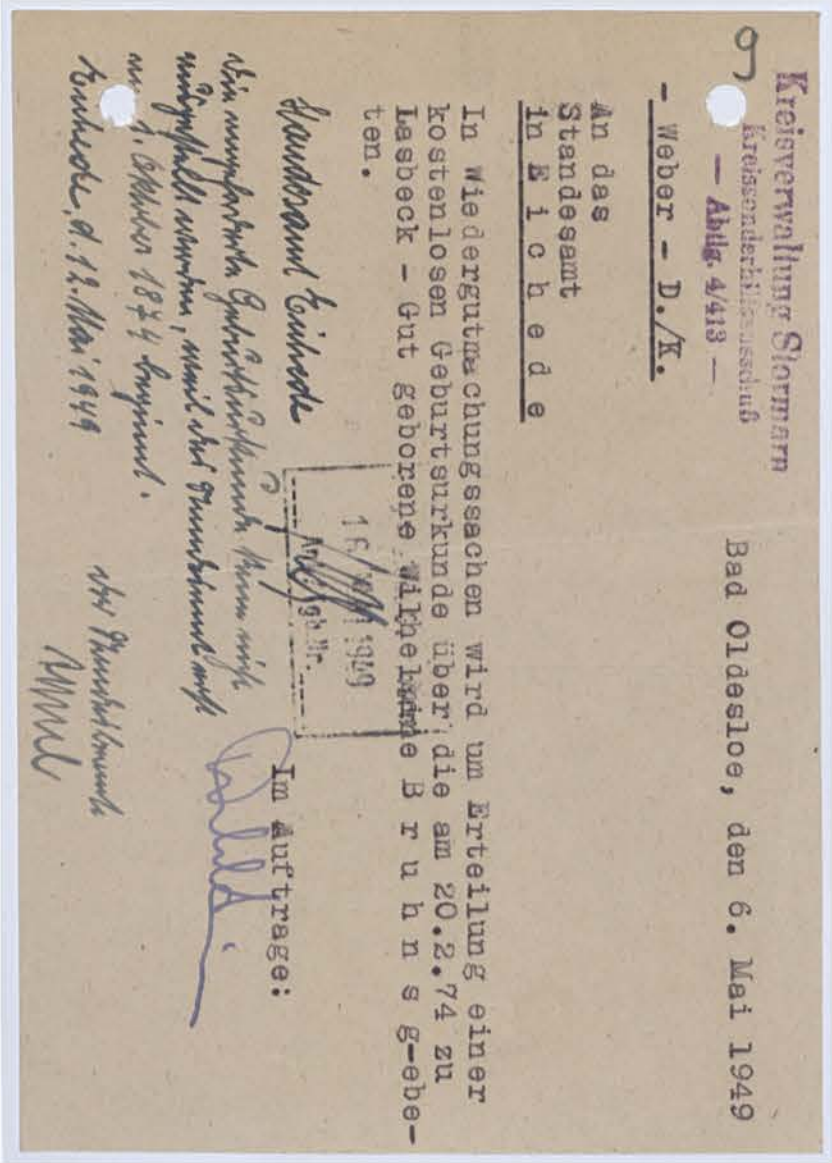 Kreisverwaltung Stormarn
Kreissonderhilfsausschuß
— Abtlg. 4/413 —
9
Bad Oldesloe, den 6. Mai 1949
- Weber - D./K.
An das
Standesamt
in E i c h e d e
In Wiedergutmachungssachen wird um Erteilung einer
kostenlosen Geburtsurkunde über die am 20.2.74 zu
Lasbeck - Gut geborene Wilhelmine B r u h n s g-ebe-
ten.
1949
Im Auftrage:
Standesamt Eichede
Die angeforderte Geburtsurkunde kann nicht
ausgestellt werden, weil das Standesamt erst
am 1. Oktober 1874 beginnt.
Eichede, d. 12. Mai 1949
Der Standesbeamte